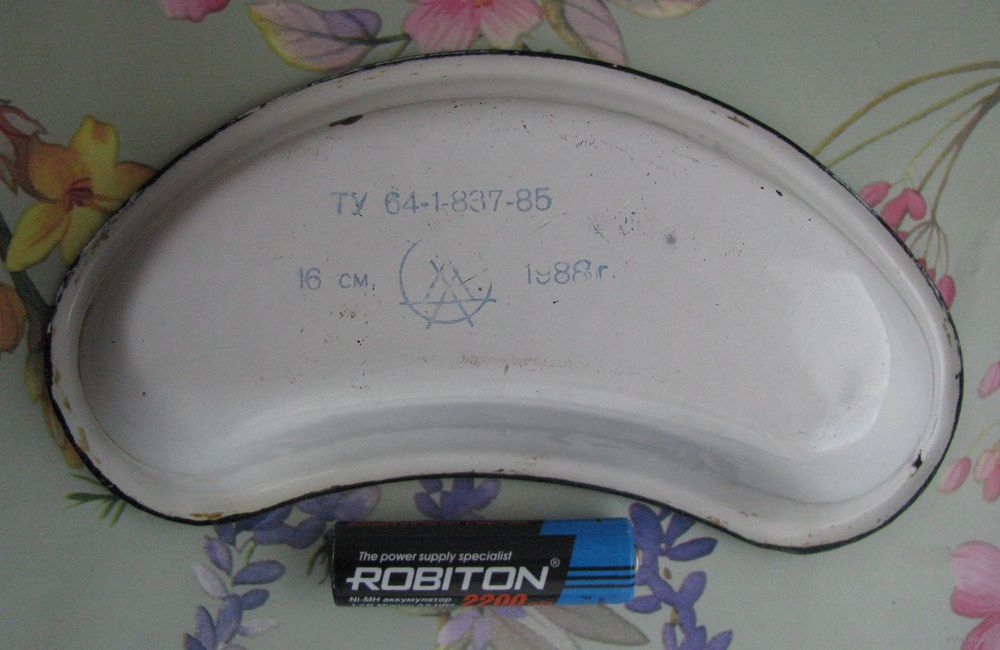 ТУ 64-1-837-85
16 см.
1988г.
The power supply specialist
ROBITON®
Ni-MH аккумулятор
2200